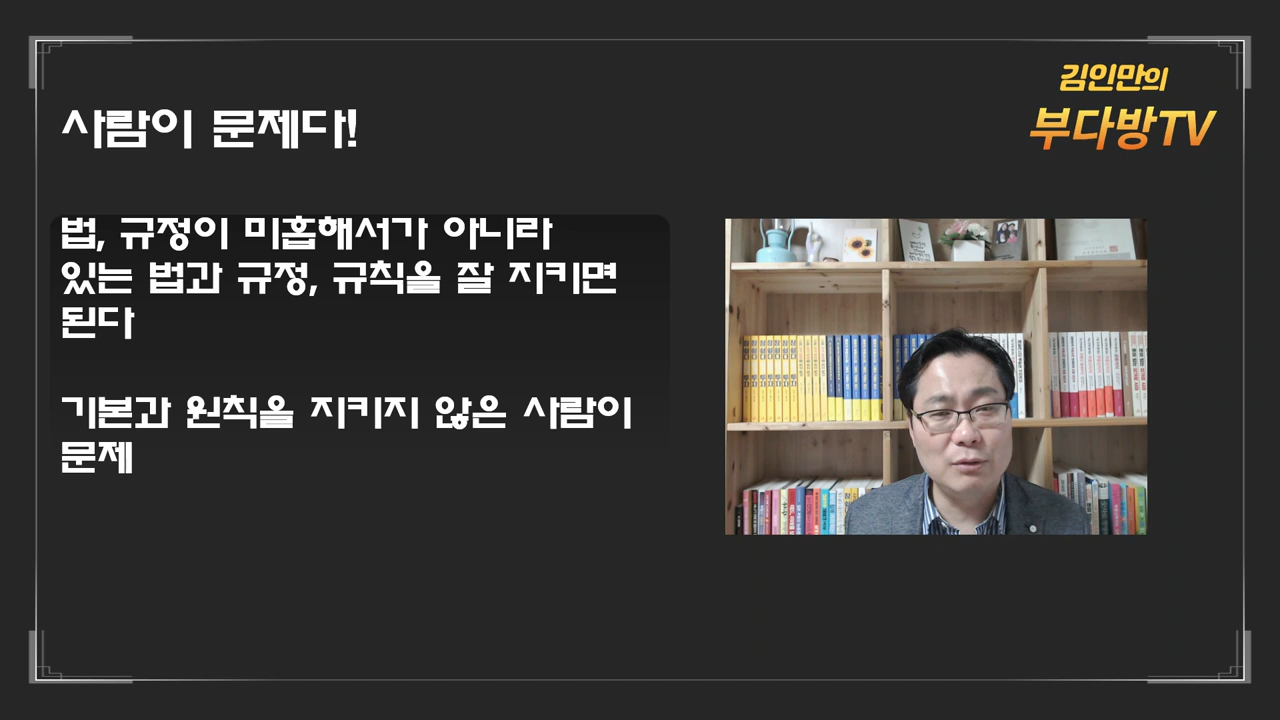 김인만의
부다방TV
사람이 문제다!
법, 규정이 미흡해서가 아니라
있는 법과 규정, 규칙을 잘 지키면
된다
기본과 원칙을 지키지 않은 사람이
문제